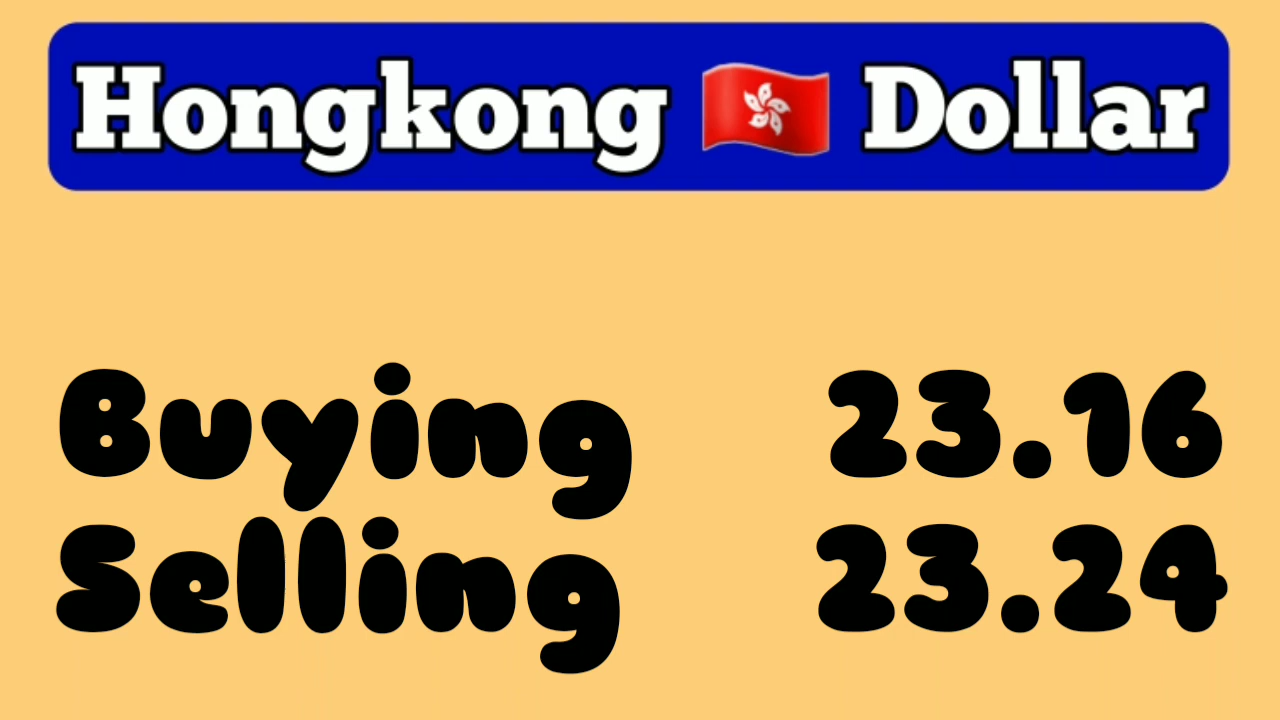 Hongkong 🇭🇰 Dollar
Buying 23.16
Selling 23.24